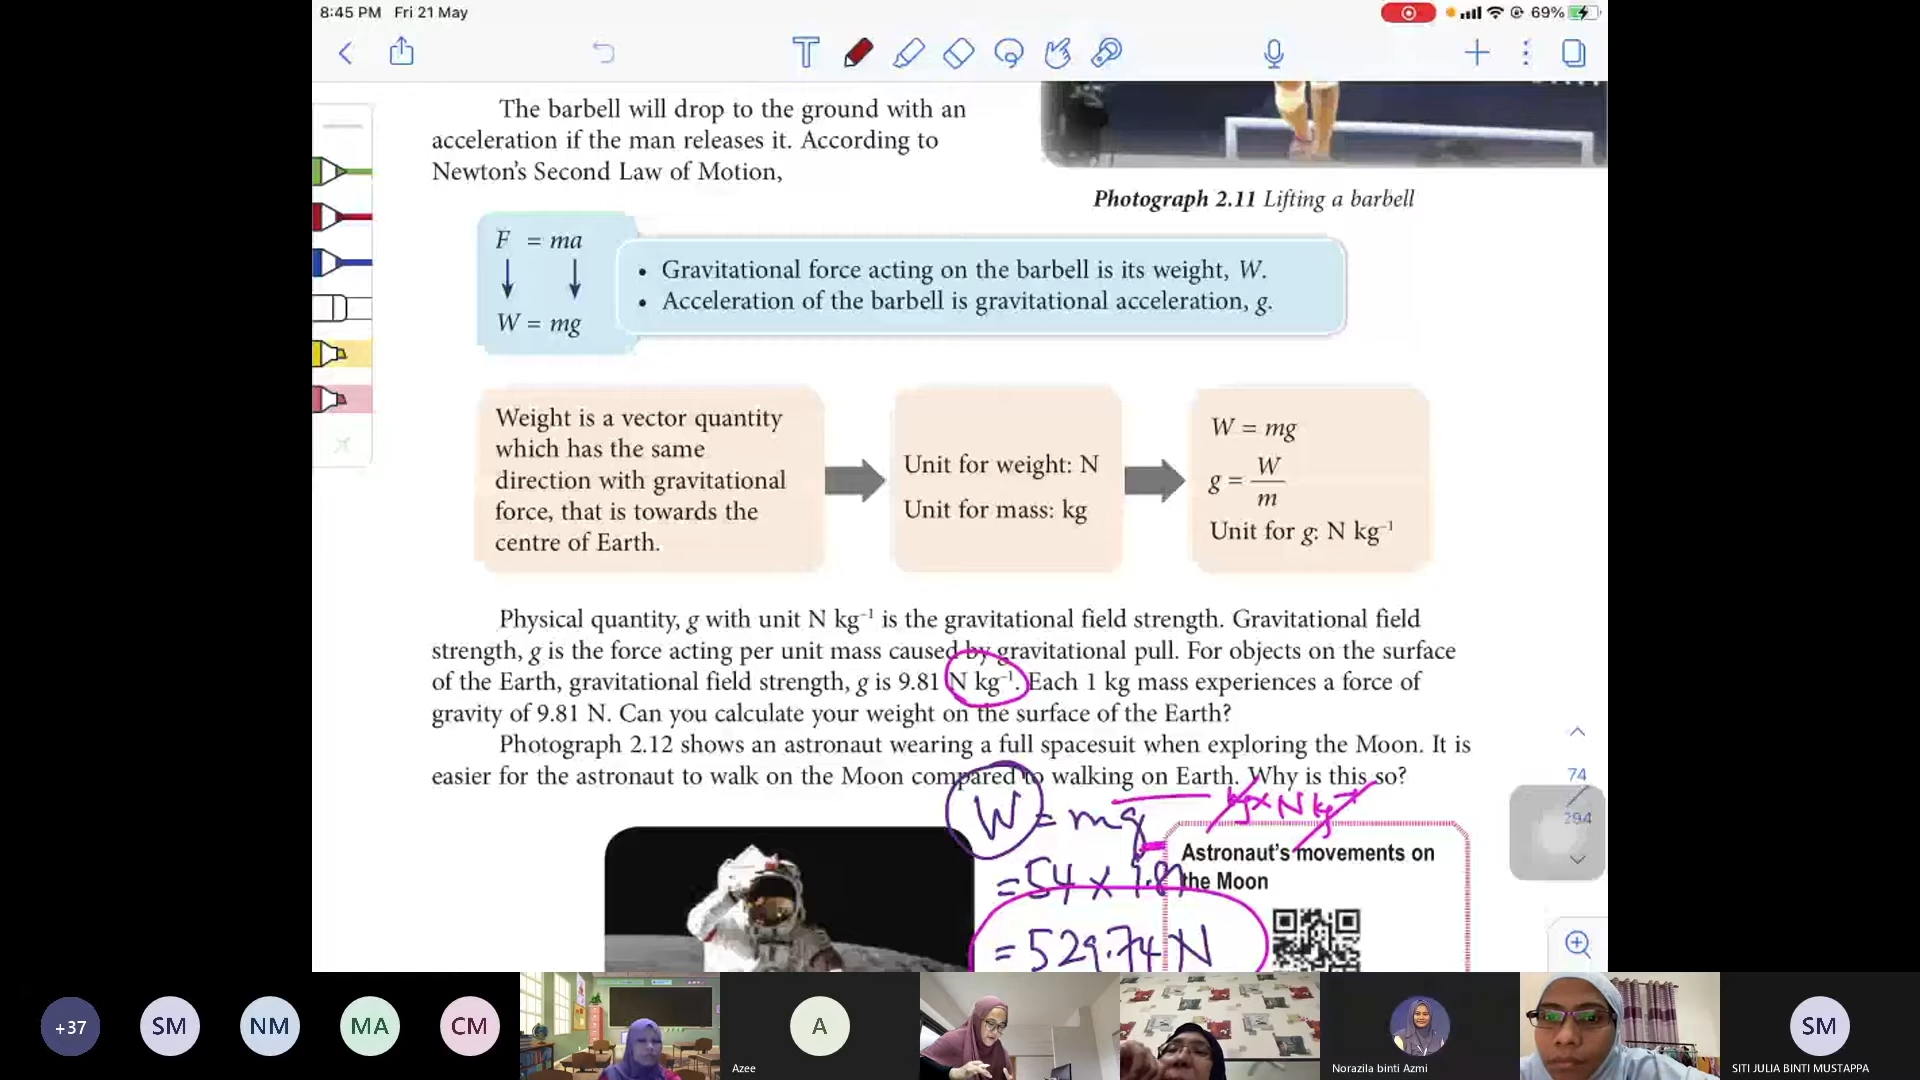 8:45 PM Fri 21 May
69%
The barbell will drop to the ground with an
acceleration if the man releases it. According to
Newton's Second Law of Motion,
Photograph 2.11 Lifting a barbell
F = ma
W = mg
• Gravitational force acting on the barbell is its weight, W.
• Acceleration of the barbell is gravitational acceleration, g.
Weight is a vector quantity
which has the same
direction with gravitational
force, that is towards the
centre of Earth.
Unit for weight: N
Unit for mass: kg
W = mg
g = W/m
Unit for g: N kg⁻¹
Physical quantity, g with unit N kg⁻¹ is the gravitational field strength. Gravitational field
strength, g is the force acting per unit mass caused by gravitational pull. For objects on the surface
of the Earth, gravitational field strength, g is 9.81 N kg⁻¹. Each 1 kg mass experiences a force of
gravity of 9.81 N. Can you calculate your weight on the surface of the Earth?
Photograph 2.12 shows an astronaut wearing a full spacesuit when exploring the Moon. It is
easier for the astronaut to walk on the Moon compared to walking on Earth. Why is this so?
74
294
kg × N kg⁻¹
W = mg
= 54 × 9.81
= 529.74 N
Astronaut's movements on
the Moon
+37
SM
NM
MA
CM
A
Azee
Norazila binti Azmi
SM
SITI JULIA BINTI MUSTAPPA